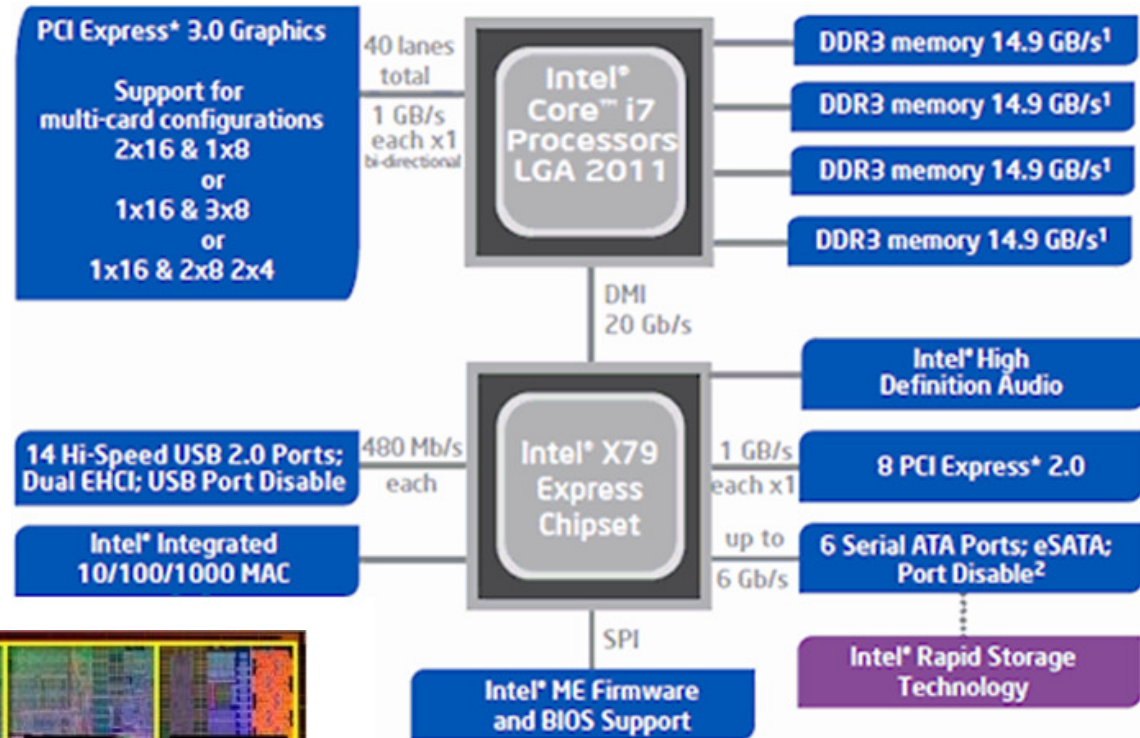 PCI Express* 3.0 Graphics
Support for
multi-card configurations
2x16 & 1x8
or
1x16 & 3x8
or
1x16 & 2x8 2x4
40 lanes
total
1 GB/s
each x1
bi-directional
Intel®
Core™ i7
Processors
LGA 2011
DDR3 memory 14.9 GB/s¹
DDR3 memory 14.9 GB/s¹
DDR3 memory 14.9 GB/s¹
DDR3 memory 14.9 GB/s¹
DMI
20 Gb/s
Intel® High
Definition Audio
14 Hi-Speed USB 2.0 Ports;
Dual EHCI; USB Port Disable
480 Mb/s
each
Intel® X79
Express
Chipset
1 GB/s
each x1
8 PCI Express* 2.0
Intel® Integrated
10/100/1000 MAC
up to
6 Gb/s
6 Serial ATA Ports; eSATA;
Port Disable²
SPI
Intel® Rapid Storage
Technology
Intel® ME Firmware
and BIOS Support